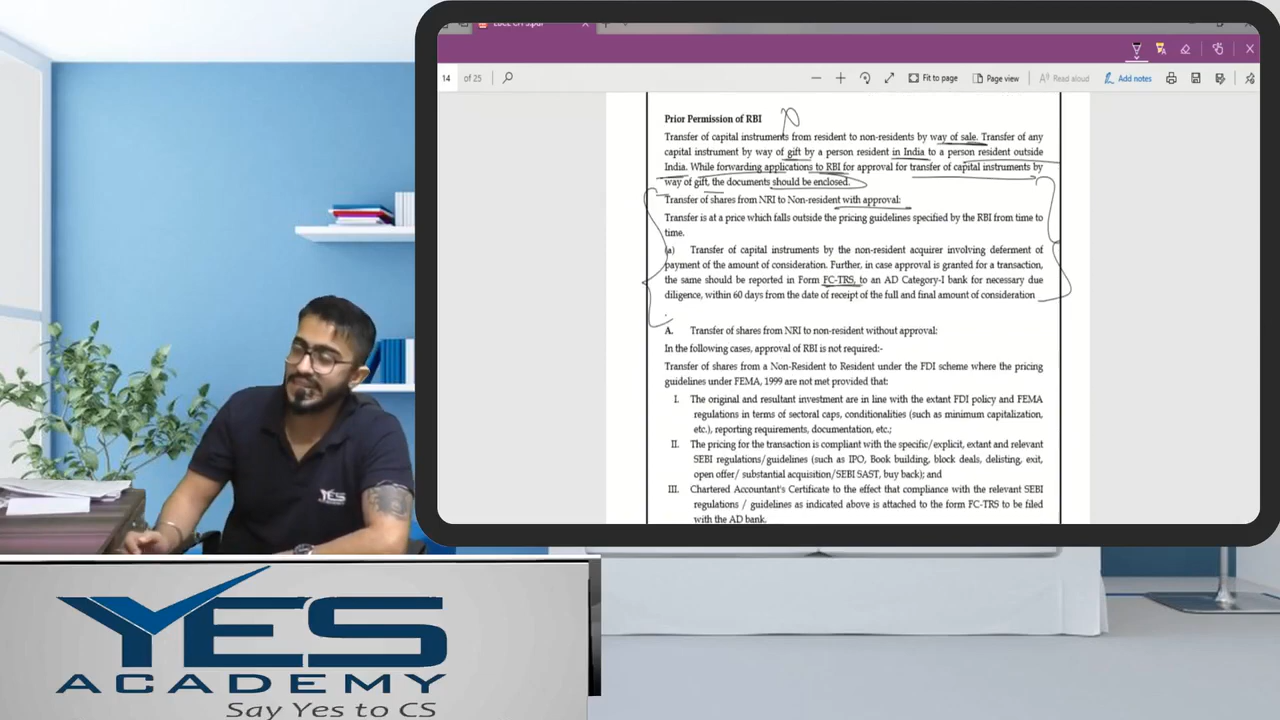 14 of 25
Fit to page
Page view
Read aloud
Add notes
Prior Permission of RBI
Transfer of capital instruments from resident to non-residents by way of sale. Transfer of any
capital instrument by way of gift by a person resident in India to a person resident outside
India. While forwarding applications to RBI for approval for transfer of capital instruments by
way of gift, the documents should be enclosed.
Transfer of shares from NRI to Non-resident with approval:
Transfer is at a price which falls outside the pricing guidelines specified by the RBI from time to
time.
(a) Transfer of capital instruments by the non-resident acquirer involving deferment of
payment of the amount of consideration. Further, in case approval is granted for a transaction,
the same should be reported in Form FC-TRS, to an AD Category-I bank for necessary due
diligence, within 60 days from the date of receipt of the full and final amount of consideration
.
A. Transfer of shares from NRI to non-resident without approval:
In the following cases, approval of RBI is not required:-
Transfer of shares from a Non-Resident to Resident under the FDI scheme where the pricing
guidelines under FEMA, 1999 are not met provided that:
I. The original and resultant investment are in line with the extant FDI policy and FEMA
regulations in terms of sectoral caps, conditionalities (such as minimum capitalization,
etc.), reporting requirements, documentation, etc.;
II. The pricing for the transaction is compliant with the specific/explicit, extant and relevant
SEBI regulations/guidelines (such as IPO, Book building, block deals, delisting, exit,
open offer/ substantial acquisition/SEBI SAST, buy back); and
III. Chartered Accountant's Certificate to the effect that compliance with the relevant SEBI
regulations / guidelines as indicated above is attached to the form FC-TRS to be filed
with the AD bank.
YES
YES
ACADEMY
Say Yes to CS